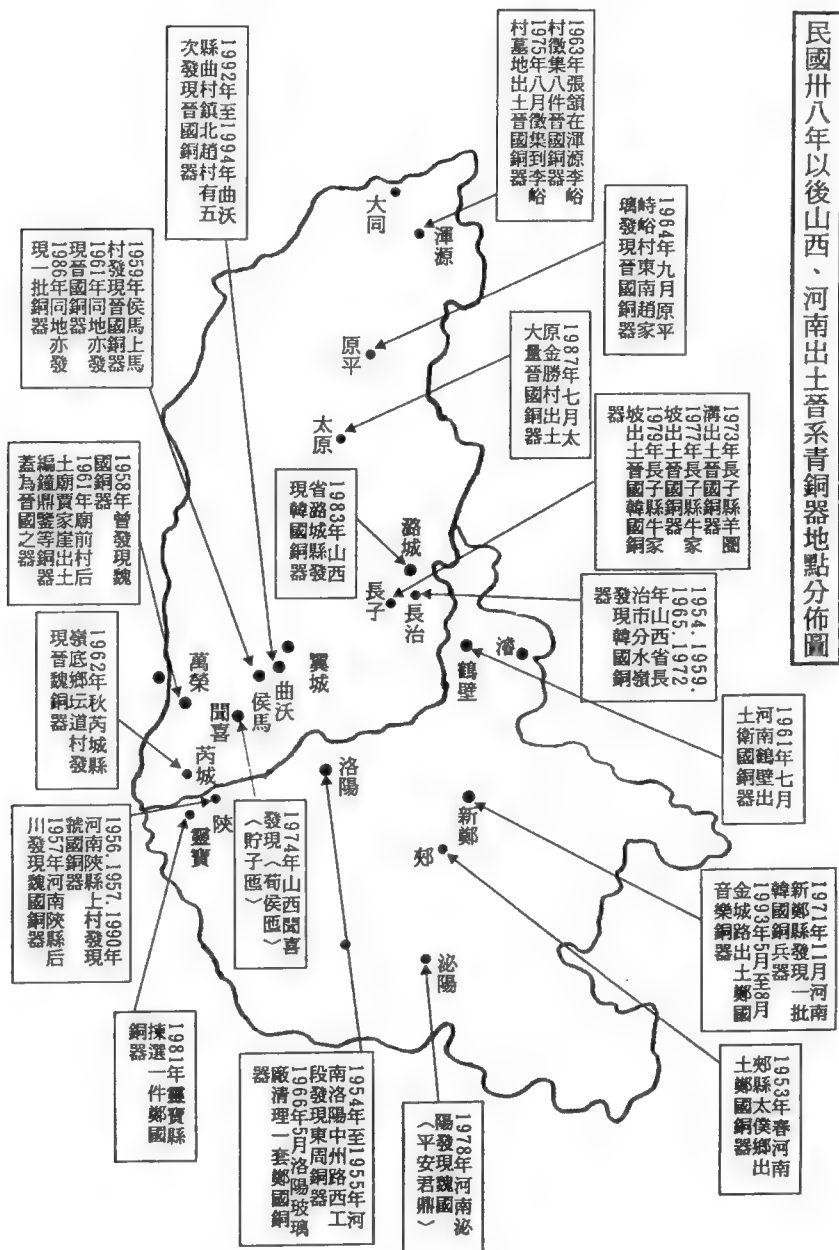 民國卅八年以後山西、河南出土晉系青銅器地點分佈圖
1963年張頷在渾源李峪
村徵集八件晉國銅器
1975年八月徵集到李峪
村墓地出土晉國銅器
1964年九月原平
峙峪村東南趙家
璃發現晉國銅器
1987年七月太
原金勝村出土
大量晉國銅器
1973年長子縣羊圈
溝出土晉國銅器
1977年長子縣牛家
坡出土晉國銅器
1979年長子縣牛家
坡出土晉國韓國銅
器
1954.1959.
1965.1972
年山西省長
治市分水嶺
發現韓國銅
器
1961年七月
河南鶴壁出
土衛國銅器
1971年11月河南
新鄭縣發現一批
韓國銅兵器
1993年5月至8月
金城路出土鄭國
音樂銅器
1953年春河南
郟縣太僕鄉出
土鄭國銅器
1992年至1994年曲沃
縣曲村鎮北趙村有五
次發現晉國銅器
1959年侯馬上馬
村發現晉國銅器
1961年同地亦發
現晉國銅器
1986年同地亦發
現一批銅器
1958年曾發現魏
國銅器
1961年廟前村后
土廟賈家崖出土
編鐘鼎鑒等銅器
蓋為晉國之器
1962年秋芮城縣
嶺底鄉坛道村發
現晉魏銅器
1956.1957.1990年
河南陝縣上村發現
虢國銅器
1957年河南陝縣后
川發現魏國銅器
1983年山西
省潞城縣發
現韓國銅器
1974年山西聞喜
發現〈荀侯匜〉
〈貯子匜〉
1981年靈寶縣
揀選一件鄭國
銅器
1954年至1955年河
南洛陽中州路西工
段發現東周銅器
1966年5月洛陽玻璃
廠清理一套鄭國銅
器
1978年河南泌
陽發現魏國
〈平安君鼎〉
大同
渾源
原平
太原
潞城
長子
長治
鶴壁
濬
翼城
曲沃
侯馬
聞喜
萬榮
芮城
陝
靈寶
洛陽
新鄭
郟
泌陽